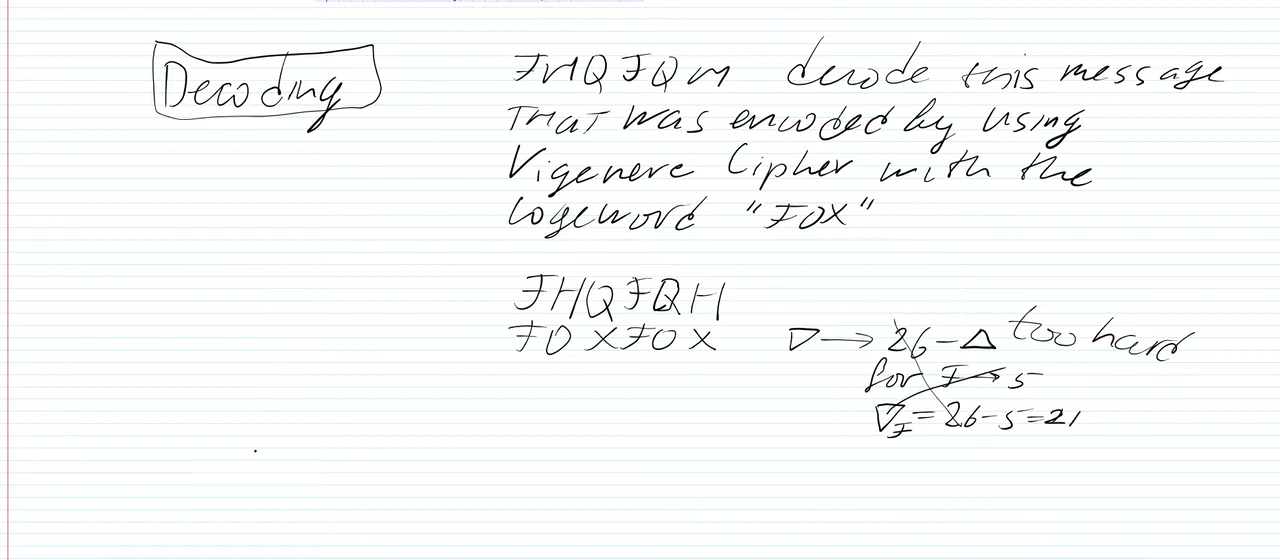 Decoding
FHQFQM decode this message
THAT was encoded by using
Vigenere Cipher with the
Codeword "FOX"
FHQFQH
FOXFOX
▽→26-△ too hard
for F→5
▽F=26-5=21